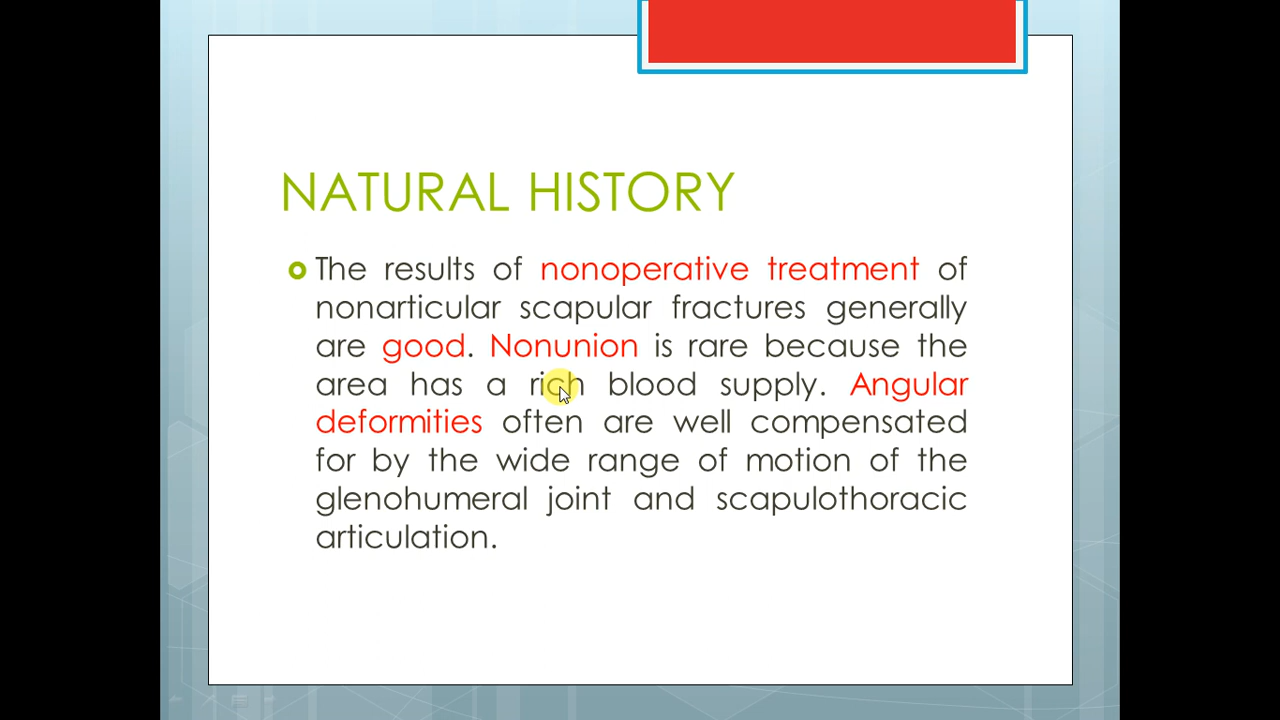 NATURAL HISTORY
The results of nonoperative treatment of
nonarticular scapular fractures generally
are good. Nonunion is rare because the
area has a rich blood supply. Angular
deformities often are well compensated
for by the wide range of motion of the
glenohumeral joint and scapulothoracic
articulation.